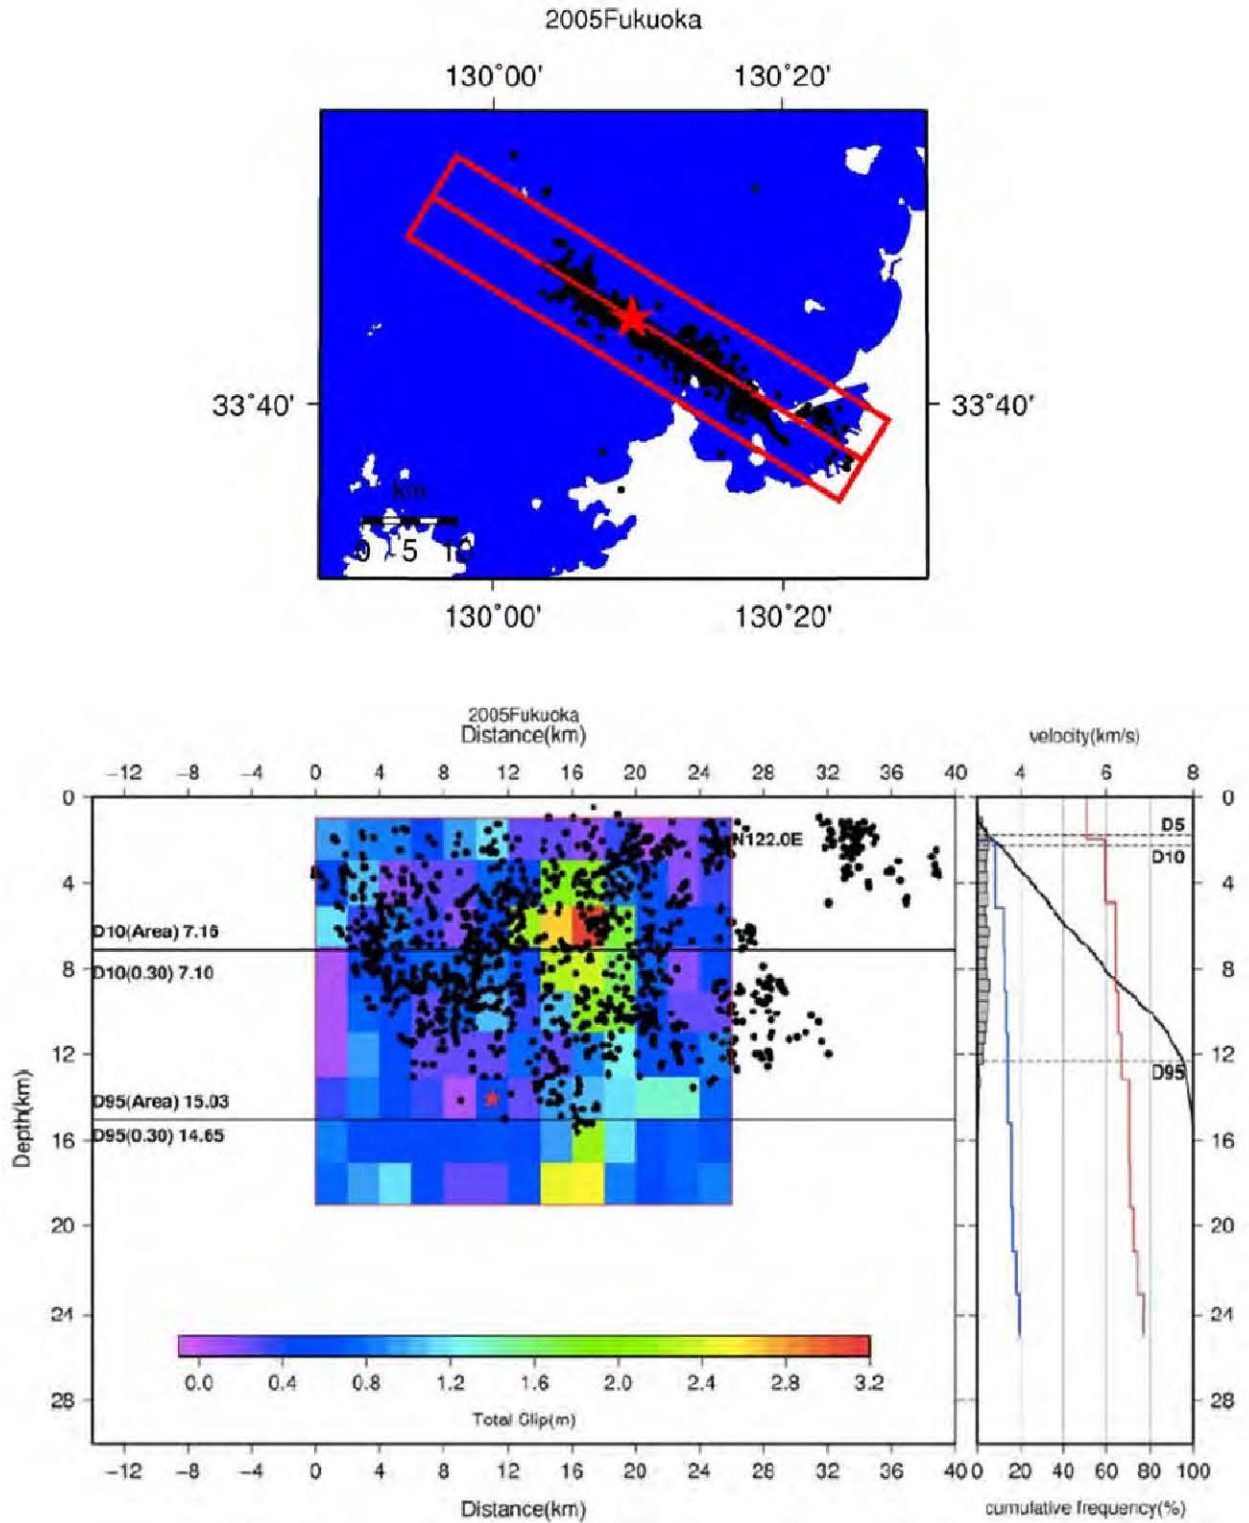 2005Fukuoka
130°00' 130°20'
33°40' 33°40'
km
0 5 10
130°00' 130°20'
2005Fukuoka
Distance(km) velocity(km/s)
−12 −8 −4 0 4 8 12 16 20 24 28 32 36 40 4 6 8
0 0
D5
N122.0E
D10
4 4
D10(Area) 7.16
8 8
D10(0.30) 7.10
12 12
D95
D95(Area) 15.03
D95(0.30) 14.65
16 16
20 20
24 24
0.0 0.4 0.8 1.2 1.6 2.0 2.4 2.8 3.2
28 28
Total Clip(m)
Depth(km)
−12 −8 −4 0 4 8 12 16 20 24 28 32 36 40 0 20 40 60 80 100
Distance(km) cumulative frequency(%)